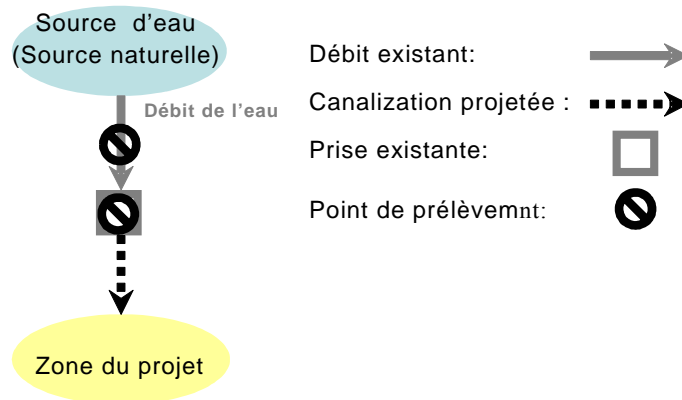 Source d'eau
(Source naturelle)
Débit de l'eau
Zone du projet
Débit existant:
Canalization projetée :
Prise existante:
Point de prélèvemnt: